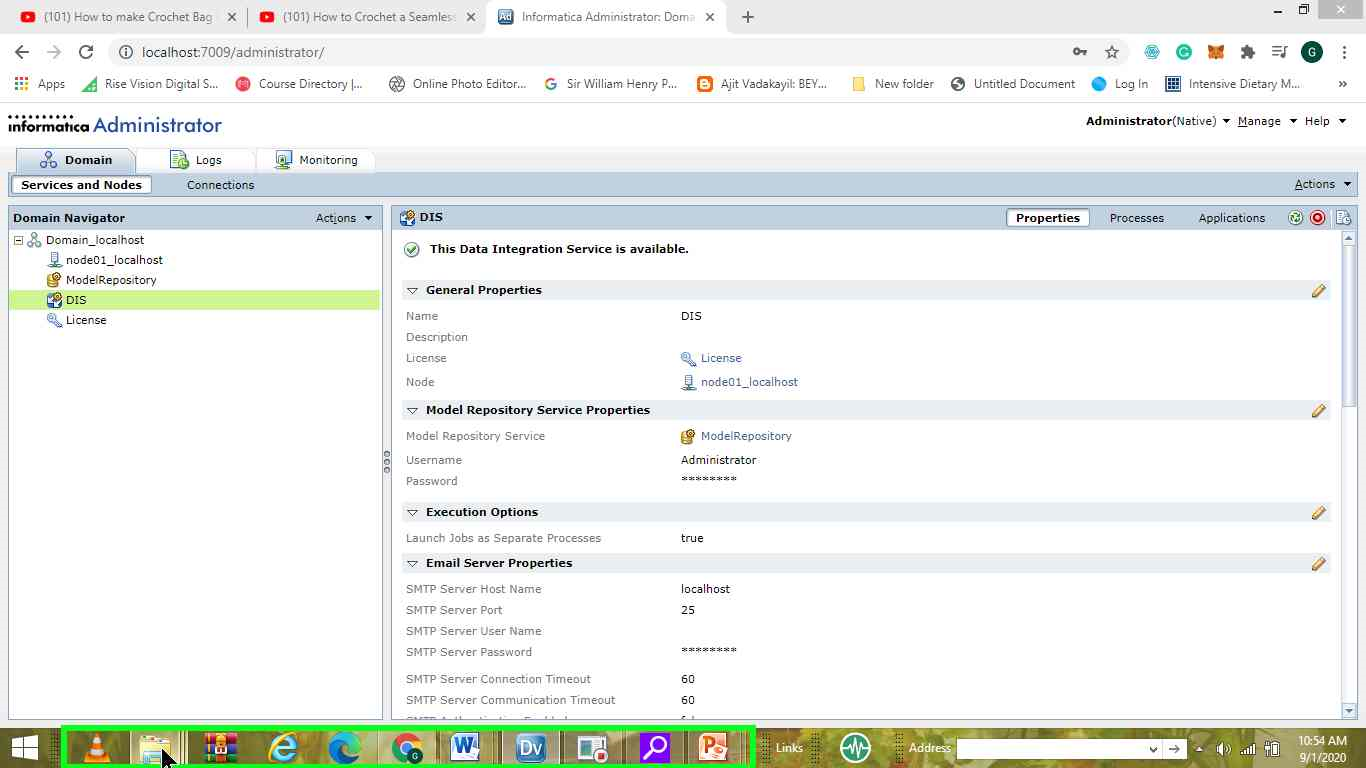 (101) How to make Crochet Bag
(101) How to Crochet a Seamless
Ad Informatica Administrator: Doma
localhost:7009/administrator/
G
Apps
Rise Vision Digital S...
Course Directory |...
Online Photo Editor...
Sir William Henry P...
Ajit Vadakayil: BEY...
New folder
Untitled Document
Log In
Intensive Dietary M...
informatica Administrator
Administrator(Native)
Manage
Help
Domain
Logs
Monitoring
Services and Nodes
Connections
Actions
Domain Navigator
Actions
Domain_localhost
node01_localhost
ModelRepository
DIS
License
DIS
Properties
Processes
Applications
This Data Integration Service is available.
General Properties
Name DIS
Description
License License
Node node01_localhost
Model Repository Service Properties
Model Repository Service ModelRepository
Username Administrator
Password ********
Execution Options
Launch Jobs as Separate Processes true
Email Server Properties
SMTP Server Host Name localhost
SMTP Server Port 25
SMTP Server User Name
SMTP Server Password ********
SMTP Server Connection Timeout 60
SMTP Server Communication Timeout 60
Dv
Links
Address
10:54 AM
9/1/2020